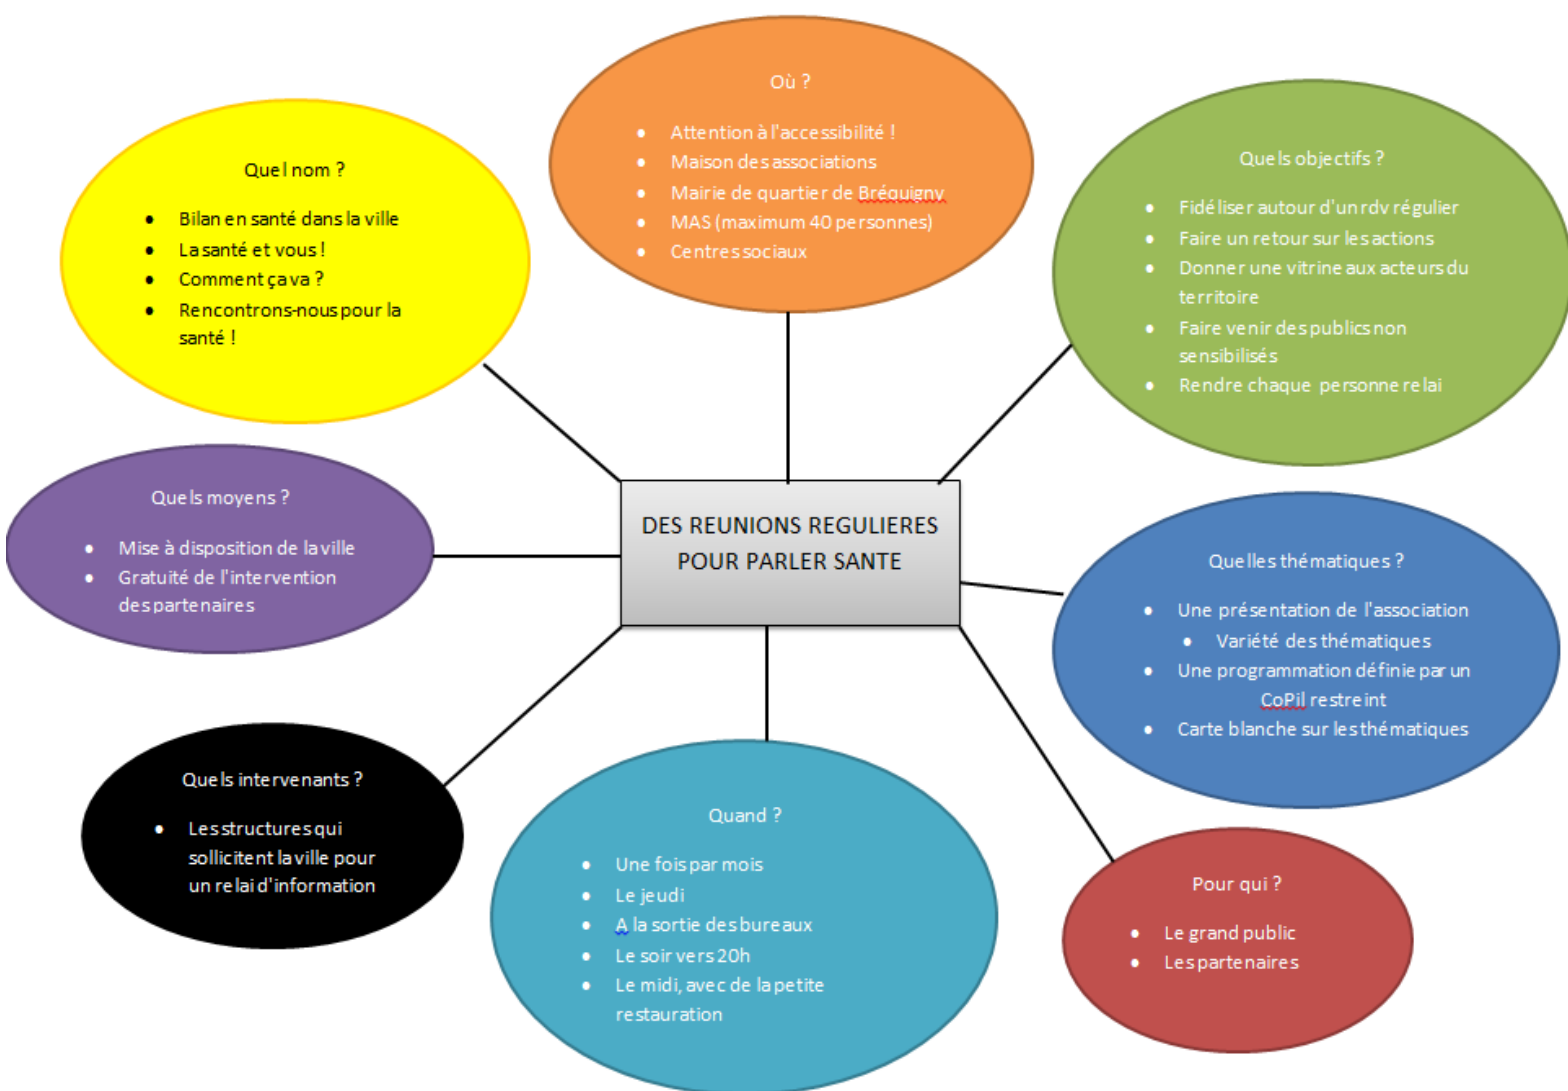 Où ?
Attention à l'accessibilité !
Maison des associations
Mairie de quartier de Bréquigny
MAS (maximum 40 personnes)
Centres sociaux
Quel nom ?
Bilan en santé dans la ville
La santé et vous !
Comment ça va ?
Rencontrons-nous pour la
santé !
Quels objectifs ?
Fidéliser autour d'un rdv régulier
Faire un retour sur les actions
Donner une vitrine aux acteurs du
territoire
Faire venir des publics non
sensibilisés
Rendre chaque personne relai
Quels moyens ?
Mise à disposition de la ville
Gratuité de l'intervention
des partenaires
DES REUNIONS REGULIERES
POUR PARLER SANTE
Quelles thématiques ?
Une présentation de l'association
Variété des thématiques
Une programmation définie par un
CoPil restreint
Carte blanche sur les thématiques
Quels intervenants ?
Les structures qui
sollicitent la ville pour
un relai d'information
Quand ?
Une fois par mois
Le jeudi
A la sortie des bureaux
Le soir vers 20h
Le midi, avec de la petite
restauration
Pour qui ?
Le grand public
Les partenaires